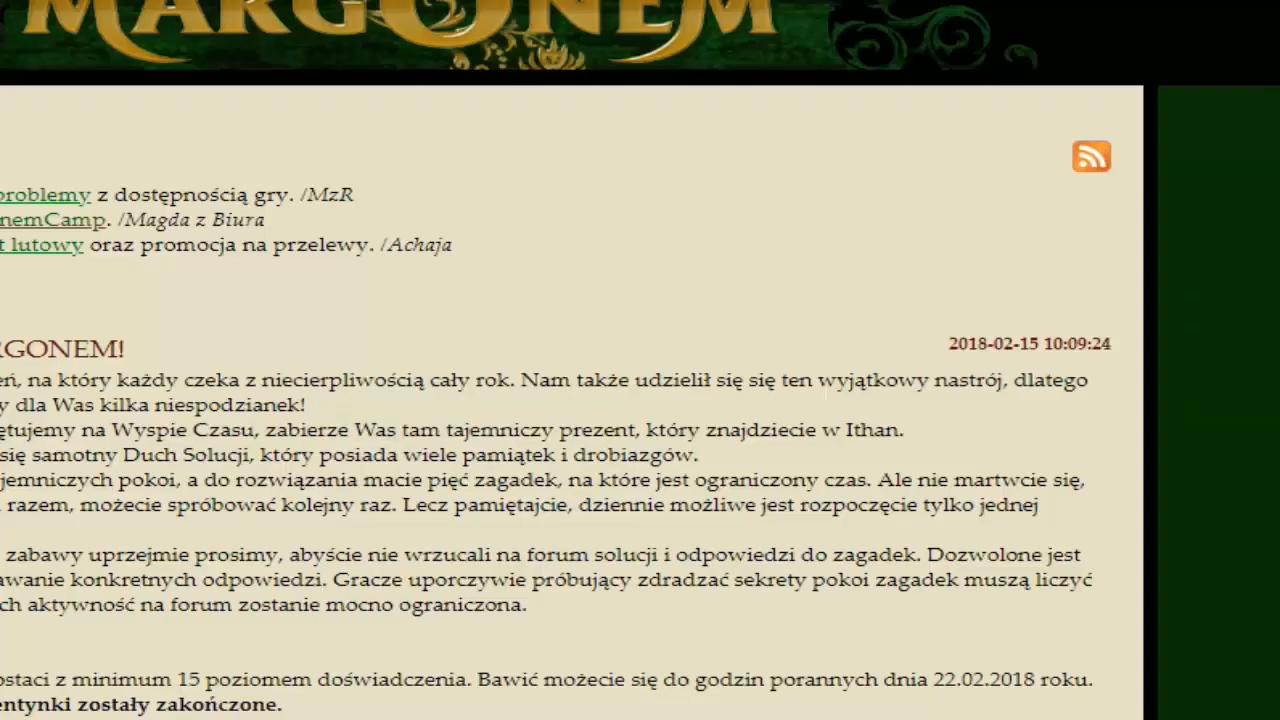 MARGONEM
problemy z dostępnością gry. /MzR
nemCamp. /Magda z Biura
t lutowy oraz promocja na przelewy. /Achaja
RGONEM!
2018-02-15 10:09:24
eń, na który każdy czeka z niecierpliwością cały rok. Nam także udzielił się się ten wyjątkowy nastrój, dlatego
y dla Was kilka niespodzianek!
ętujemy na Wyspie Czasu, zabierze Was tam tajemniczy prezent, który znajdziecie w Ithan.
się samotny Duch Solucji, który posiada wiele pamiątek i drobiazgów.
jemniczych pokoi, a do rozwiązania macie pięć zagadek, na które jest ograniczony czas. Ale nie martwcie się,
razem, możecie spróbować kolejny raz. Lecz pamiętajcie, dziennie możliwe jest rozpoczęcie tylko jednej
zabawy uprzejmie prosimy, abyście nie wrzucali na forum solucji i odpowiedzi do zagadek. Dozwolone jest
awanie konkretnych odpowiedzi. Gracze uporczywie próbujący zdradzać sekrety pokoi zagadek muszą liczyć
ch aktywność na forum zostanie mocno ograniczona.
ostaci z minimum 15 poziomem doświadczenia. Bawić możecie się do godzin porannych dnia 22.02.2018 roku.
entynki zostały zakończone.